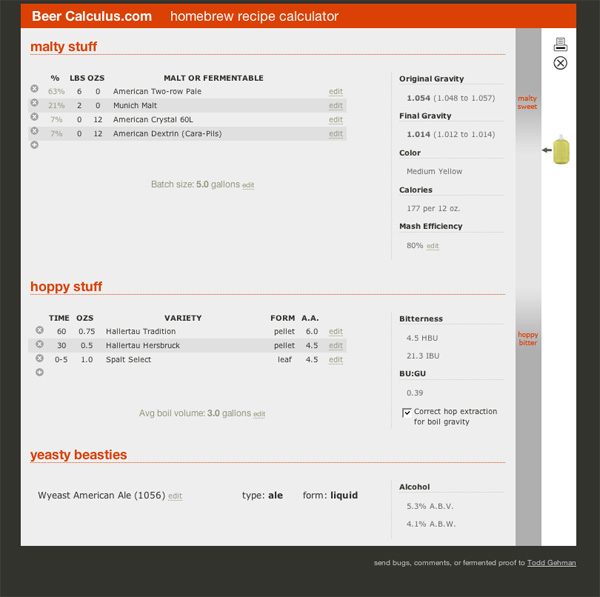 Beer Calculus.com homebrew recipe calculator
malty stuff
% LBS OZS MALT OR FERMENTABLE
63% 6 0 American Two-row Pale edit
21% 2 0 Munich Malt edit
7% 0 12 American Crystal 60L edit
7% 0 12 American Dextrin (Cara-Pils) edit
Batch size: 5.0 gallons edit
Original Gravity
1.054 (1.048 to 1.057)
Final Gravity
1.014 (1.012 to 1.014)
Color
Medium Yellow
Calories
177 per 12 oz.
Mash Efficiency
80% edit
malty
sweet
hoppy stuff
TIME OZS VARIETY FORM A.A.
60 0.75 Hallertau Tradition pellet 6.0 edit
30 0.5 Hallertau Hersbruck pellet 4.5 edit
0-5 1.0 Spalt Select leaf 4.5 edit
Avg boil volume: 3.0 gallons edit
Bitterness
4.5 HBU
21.3 IBU
BU:GU
0.39
Correct hop extraction
for boil gravity
hoppy
bitter
yeasty beasties
Wyeast American Ale (1056) edit type: ale form: liquid
Alcohol
5.3% A.B.V.
4.1% A.B.W.
send bugs, comments, or fermented proof to Todd Gehman